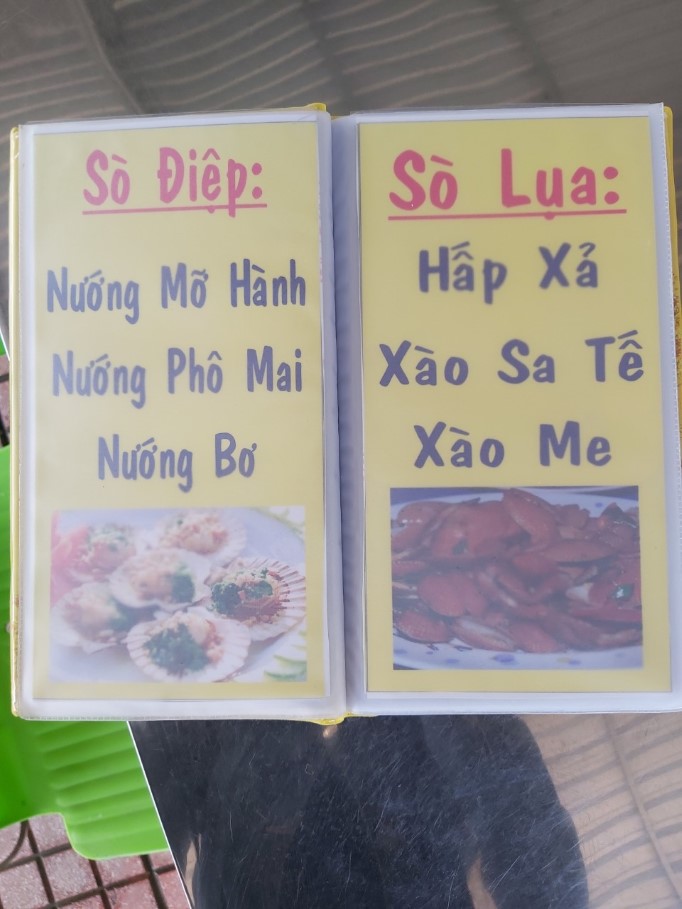 Sò Điệp:
Nướng Mỡ Hành
Nướng Phô Mai
Nướng Bơ
Sò Lụa:
Hấp Xả
Xào Sa Tế
Xào Me